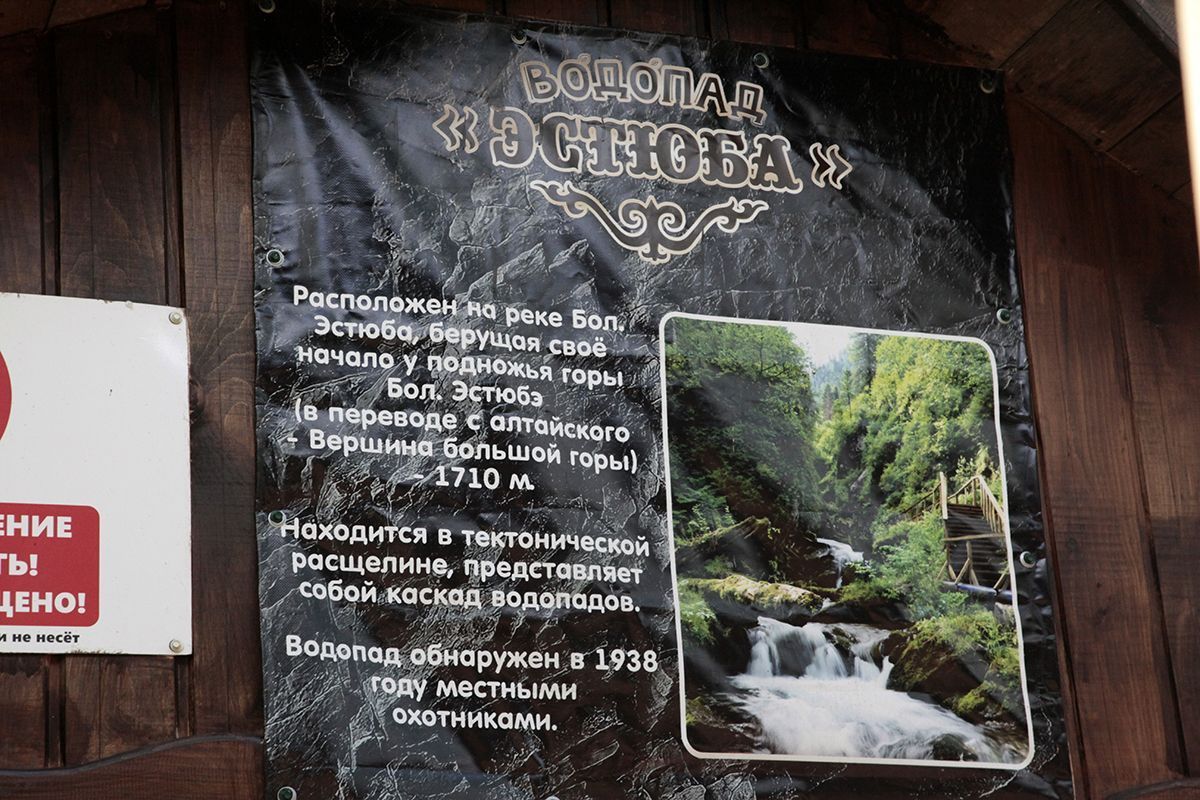 ВОДОПАД
«ЭСТЮБА»
Расположен на реке Бол.
Эстюба, берущая своё
начало у подножья горы
Бол. Эстюбэ
(в переводе с алтайского
- Вершина большой горы)
- 1710 м.
Находится в тектонической
расщелине, представляет
собой каскад водопадов.
Водопад обнаружен в 1938
году местными
охотниками.
ЕНИЕ
ТЬ!
ЩЕНО!
и не несёт